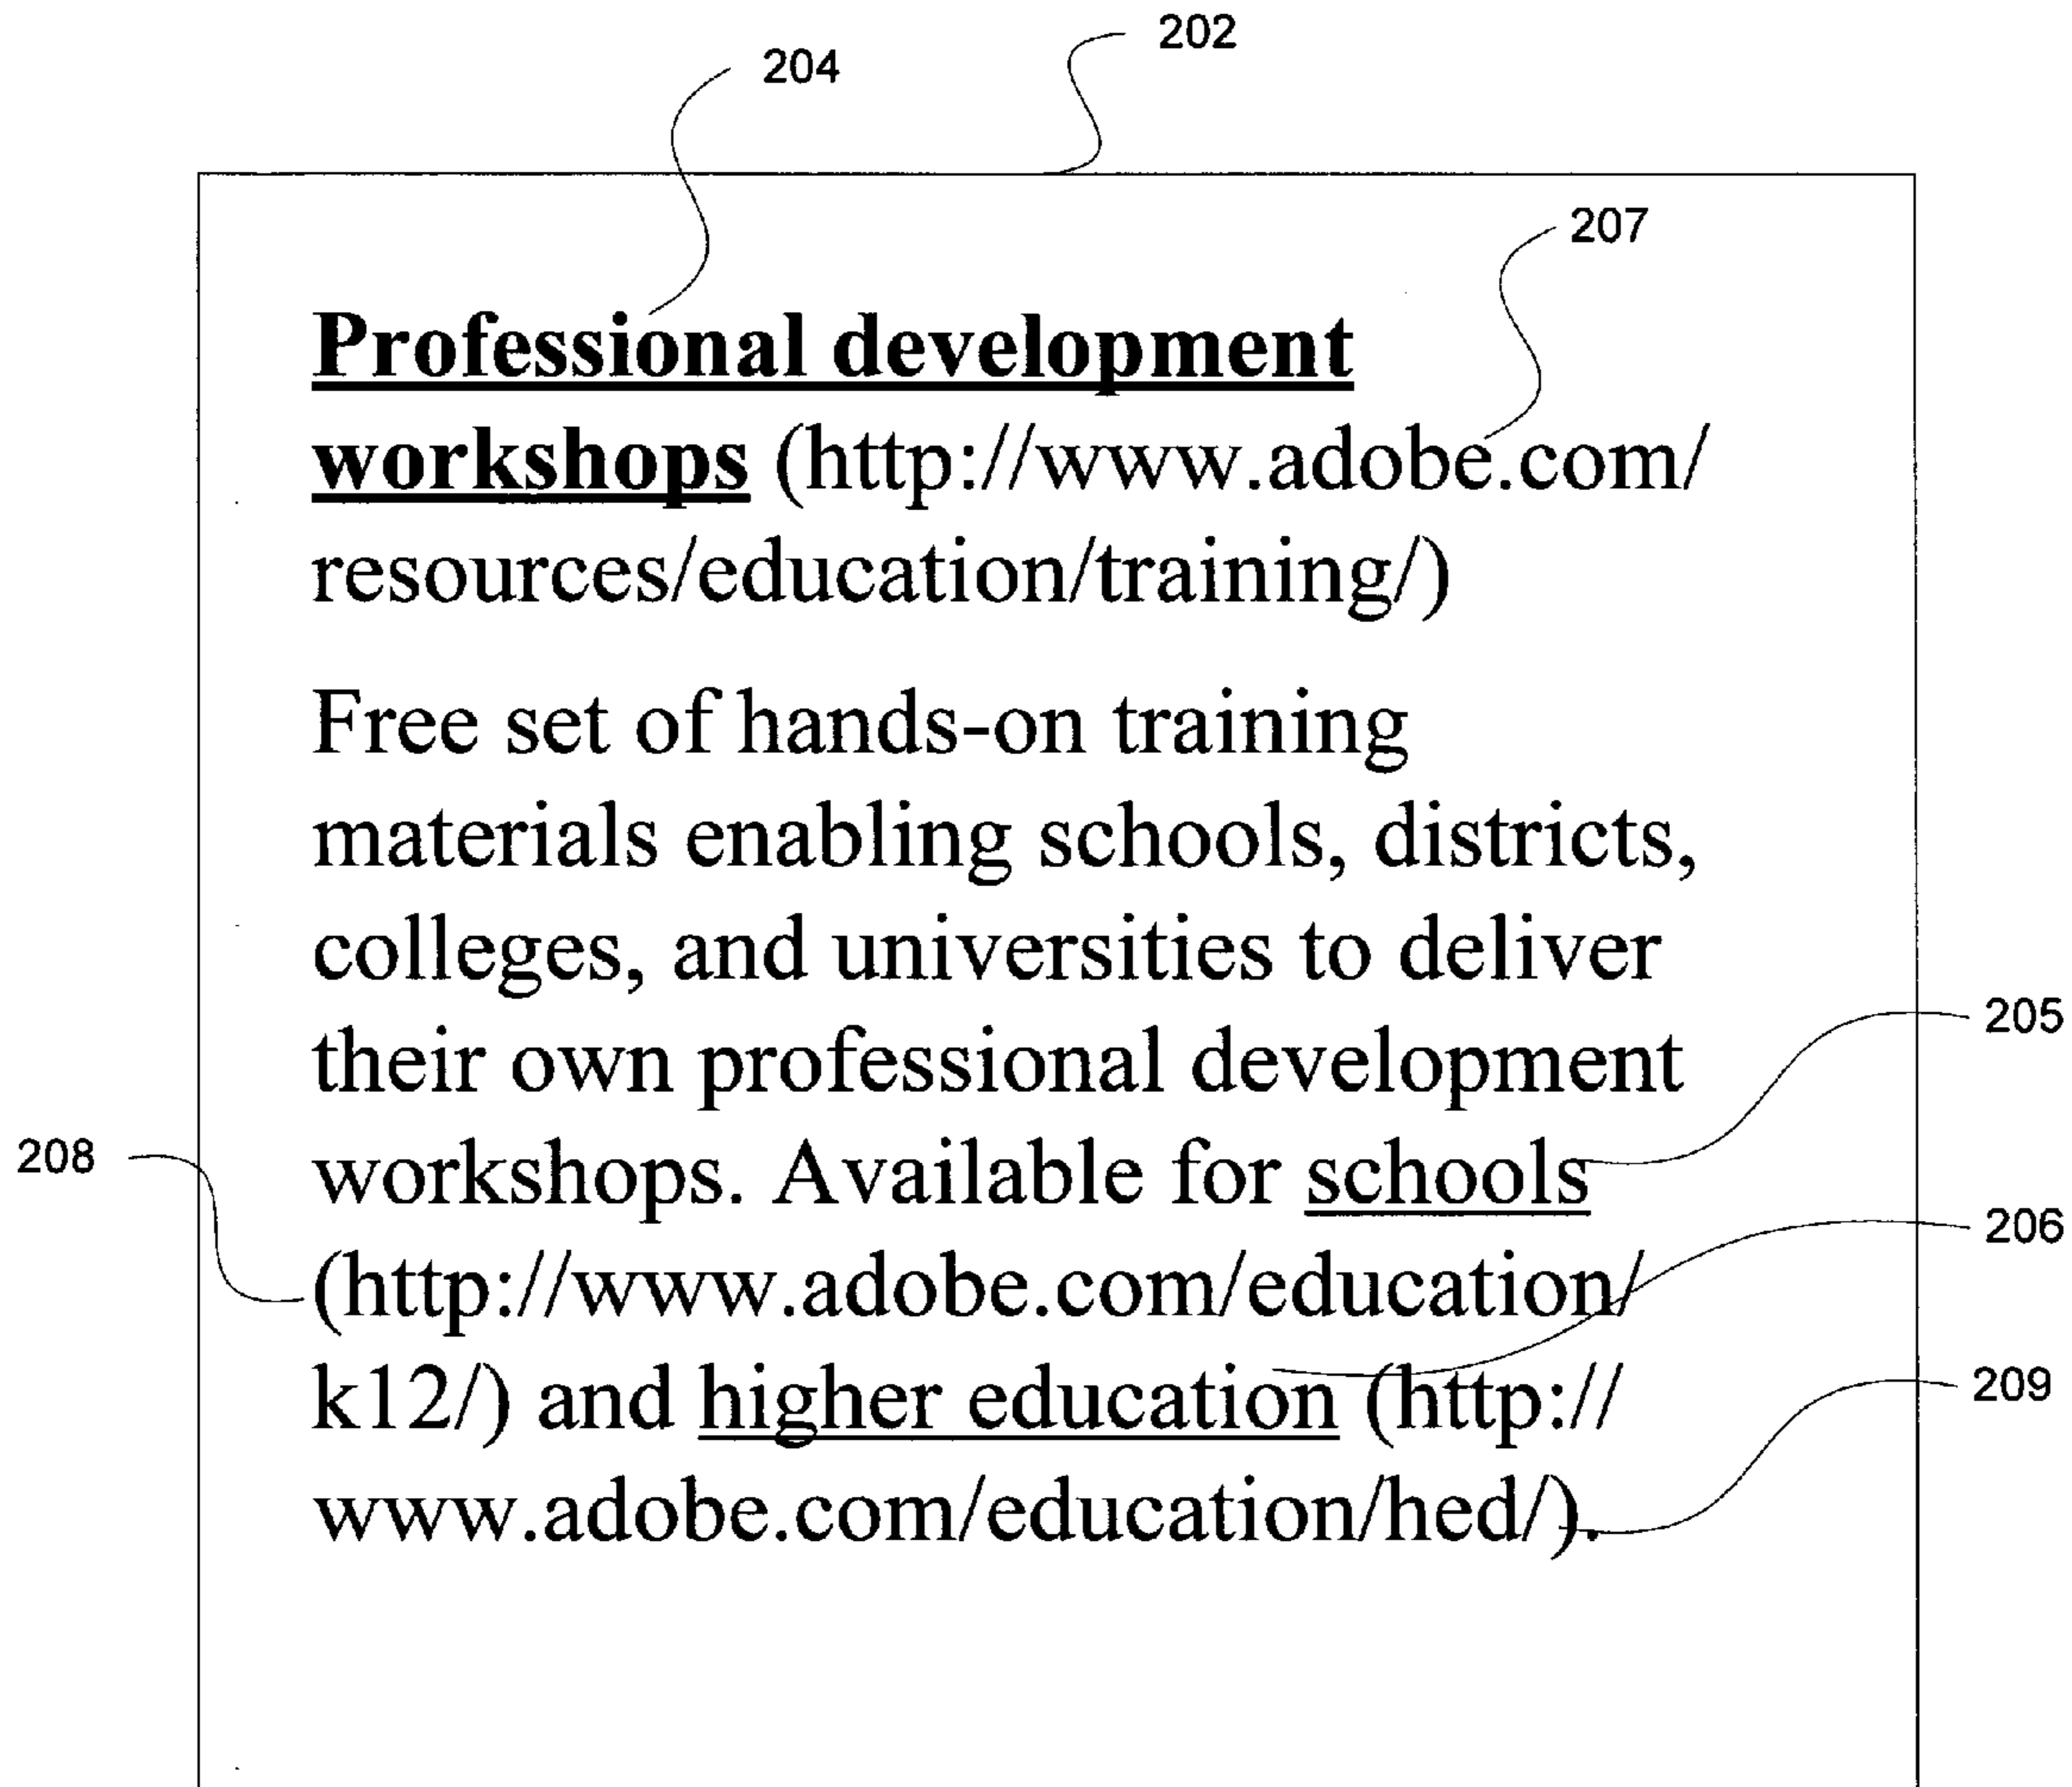 202
204
207
Professional development
workshops (http://www.adobe.com/
resources/education/training/)
Free set of hands-on training
materials enabling schools, districts,
colleges, and universities to deliver
their own professional development
205
workshops. Available for schools
208
206
(http://www.adobe.com/education/
k12/) and higher education (http://
209
www.adobe.com/education/hed/).